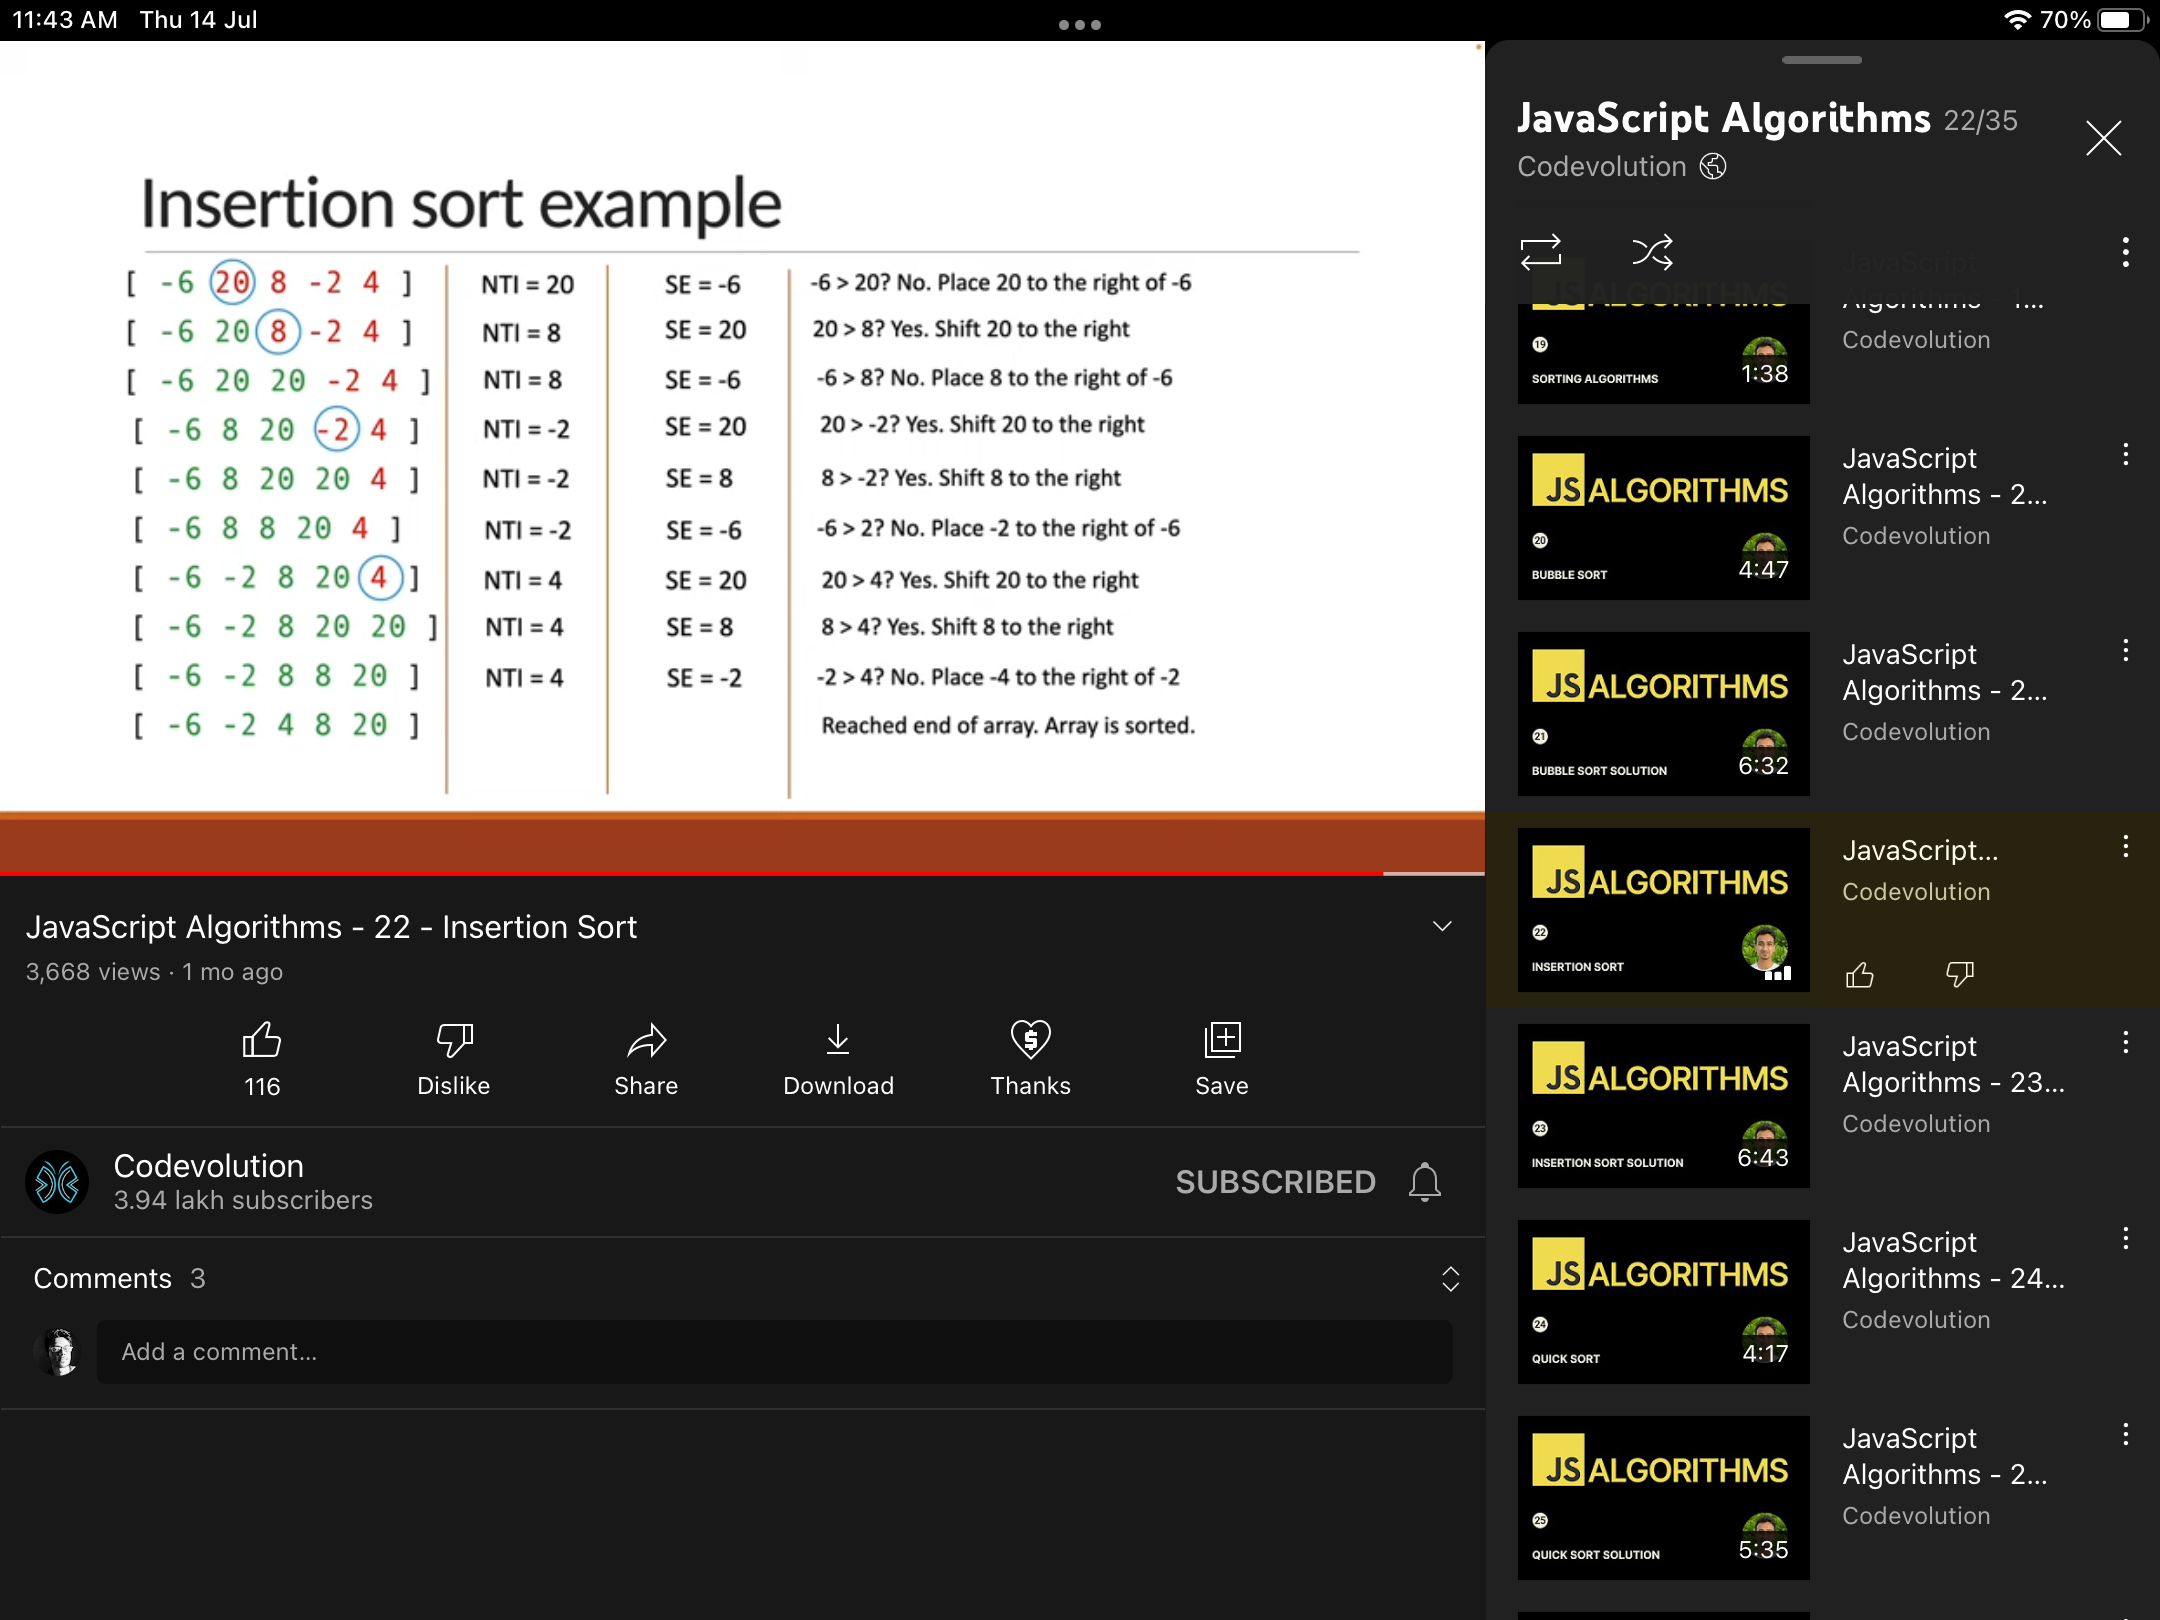 11:43 AM Thu 14 Jul
70%
Insertion sort example
[ -6 20 8 -2 4 ] NTI = 20 SE = -6 -6 > 20? No. Place 20 to the right of -6
[ -6 20 8 -2 4 ] NTI = 8 SE = 20 20 > 8? Yes. Shift 20 to the right
[ -6 20 20 -2 4 ] NTI = 8 SE = -6 -6 > 8? No. Place 8 to the right of -6
[ -6 8 20 -2 4 ] NTI = -2 SE = 20 20 > -2? Yes. Shift 20 to the right
[ -6 8 20 20 4 ] NTI = -2 SE = 8 8 > -2? Yes. Shift 8 to the right
[ -6 8 8 20 4 ] NTI = -2 SE = -6 -6 > 2? No. Place -2 to the right of -6
[ -6 -2 8 20 4 ] NTI = 4 SE = 20 20 > 4? Yes. Shift 20 to the right
[ -6 -2 8 20 20 ] NTI = 4 SE = 8 8 > 4? Yes. Shift 8 to the right
[ -6 -2 8 8 20 ] NTI = 4 SE = -2 -2 > 4? No. Place -4 to the right of -2
[ -6 -2 4 8 20 ] Reached end of array. Array is sorted.
JavaScript Algorithms - 22 - Insertion Sort
3,668 views · 1 mo ago
116 Dislike Share Download Thanks Save
Codevolution
3.94 lakh subscribers
SUBSCRIBED
Comments 3
Add a comment...
JavaScript Algorithms 22/35
Codevolution
JavaScript
JS ALGORITHMS
Algorithms - 1...
Codevolution
19
SORTING ALGORITHMS
1:38
JS ALGORITHMS
20
BUBBLE SORT
4:47
JavaScript
Algorithms - 2...
Codevolution
JS ALGORITHMS
21
BUBBLE SORT SOLUTION
6:32
JavaScript
Algorithms - 2...
Codevolution
JS ALGORITHMS
22
INSERTION SORT
JavaScript...
Codevolution
JS ALGORITHMS
23
INSERTION SORT SOLUTION
6:43
JavaScript
Algorithms - 23...
Codevolution
JS ALGORITHMS
24
QUICK SORT
4:17
JavaScript
Algorithms - 24...
Codevolution
JS ALGORITHMS
25
QUICK SORT SOLUTION
5:35
JavaScript
Algorithms - 2...
Codevolution